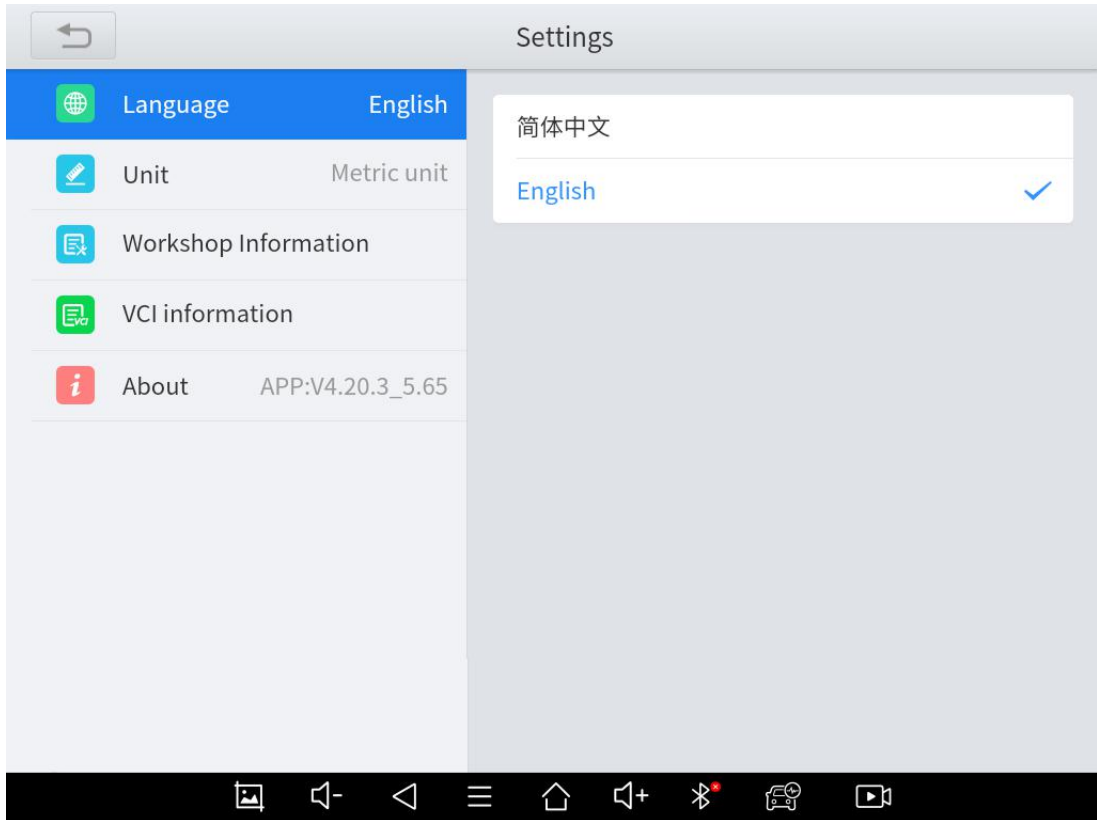 Settings
Language English
Unit Metric unit
Workshop Information
VCI information
About APP:V4.20.3_5.65
简体中文
English